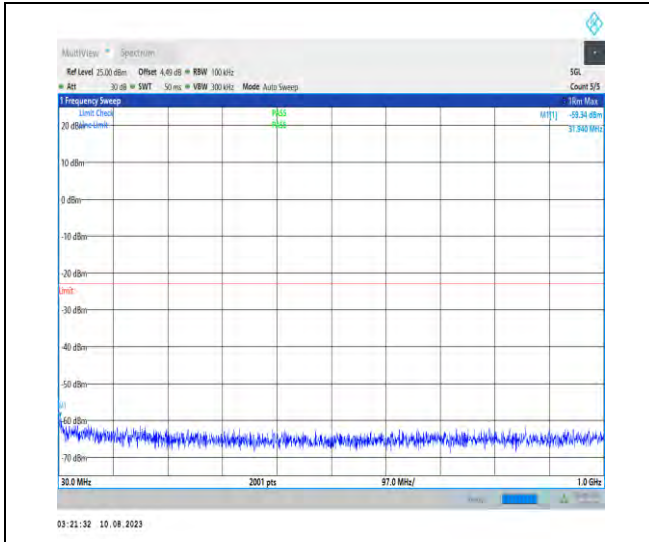 MultiView Spectrum
Ref Level 25.00 dBm Offset 4.49 dB RBW 100 kHz SGL
Att 30 dB SWT 50 ms VBW 300 kHz Mode Auto Sweep Count 5/5
1 Frequency Sweep 1Rm Max
Limit Check PASS M1[1] -59.34 dBm
20 dBm Line Limit PASS 31.940 MHz
10 dBm
0 dBm
-10 dBm
-20 dBm
Limit
-30 dBm
-40 dBm
-50 dBm
M1
-60 dBm
-70 dBm
30.0 MHz 2001 pts 97.0 MHz/ 1.0 GHz
03:21:32 10.08.2023